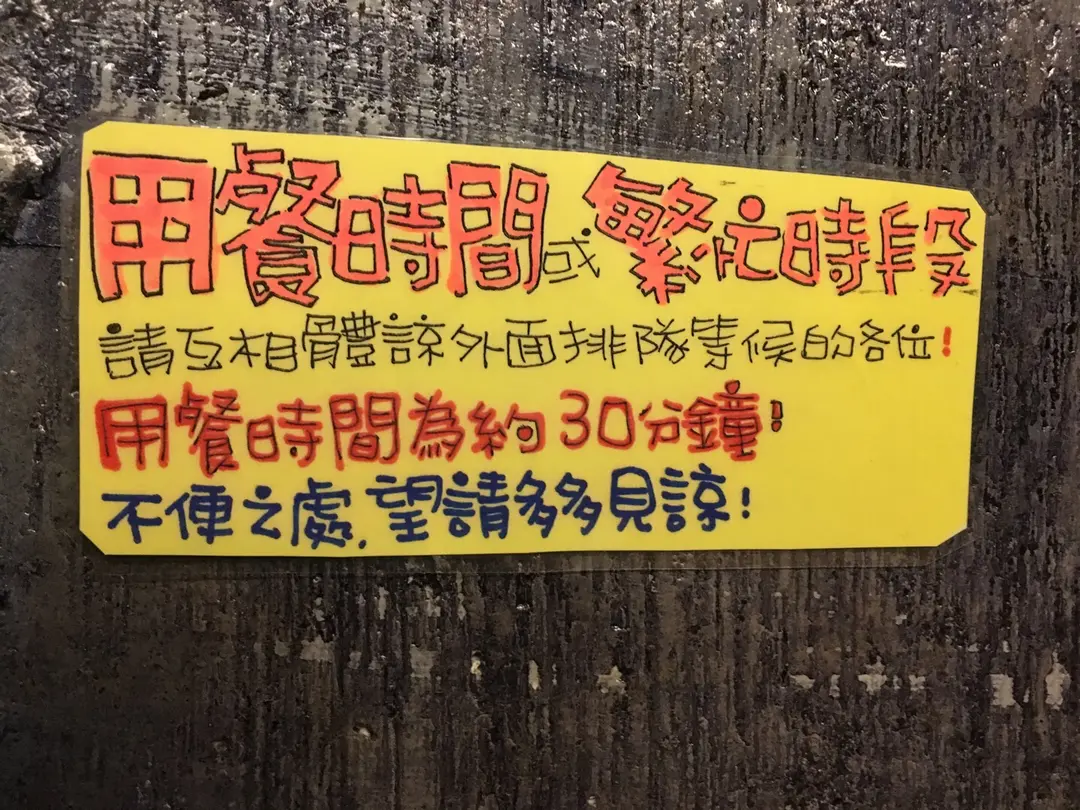 用餐時間或繁忙時段
請互相體諒外面排隊等候的各位!
用餐時間為約30分鐘!
不便之處,望請多多見諒!